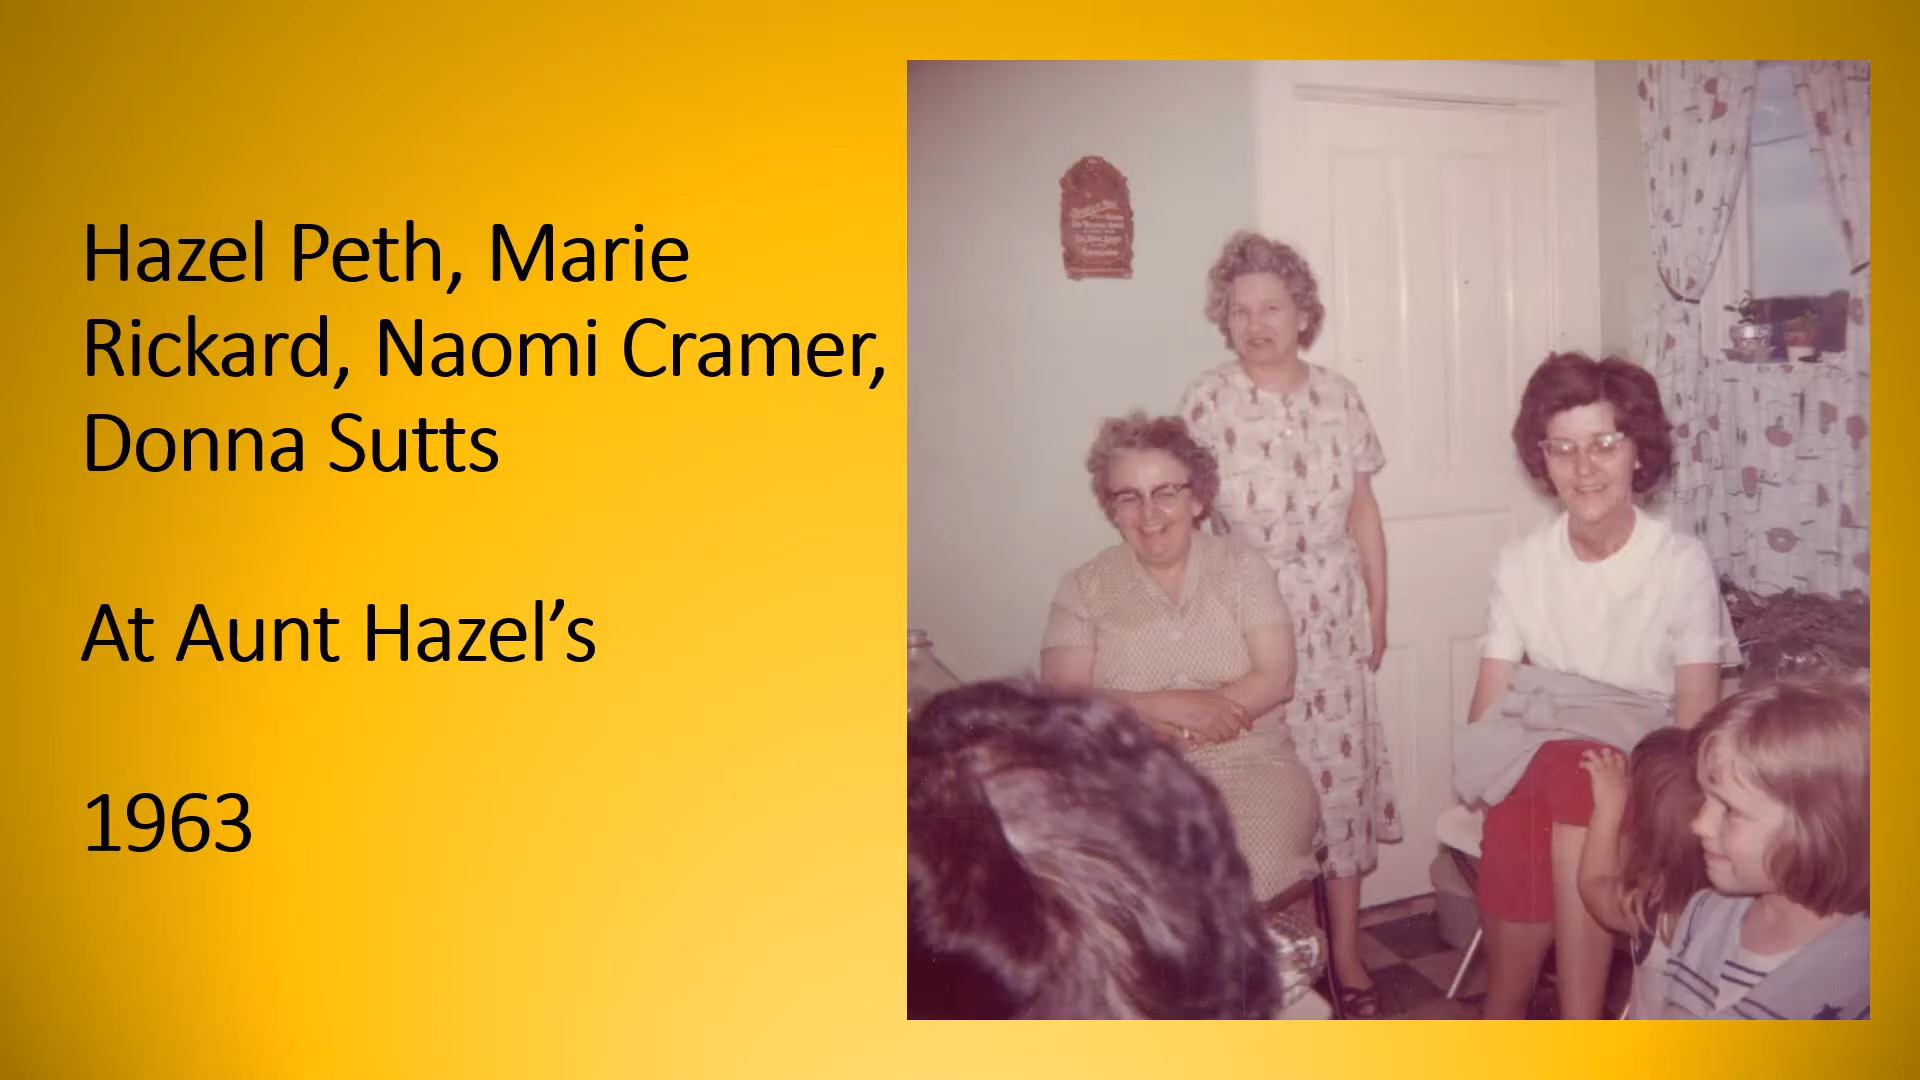 Hazel Peth, Marie
Rickard, Naomi Cramer,
Donna Sutts
At Aunt Hazel’s
1963